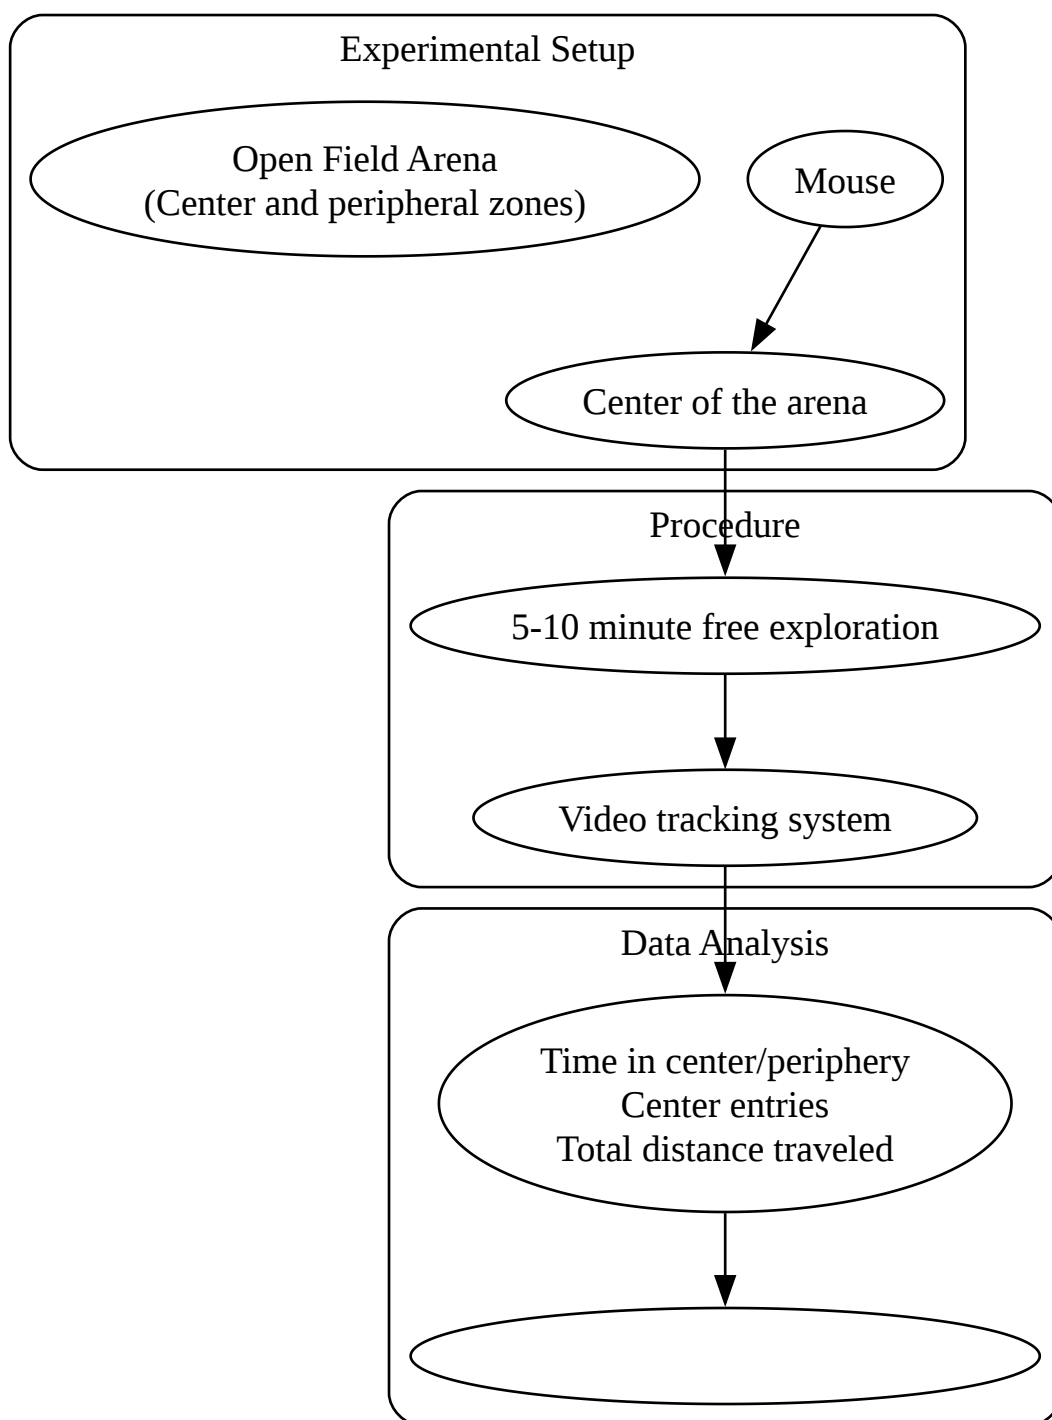 Experimental Setup
Open Field Arena
(Center and peripheral zones)
Mouse
Center of the arena
Procedure
5-10 minute free exploration
Video tracking system
Data Analysis
Time in center/periphery
Center entries
Total distance traveled